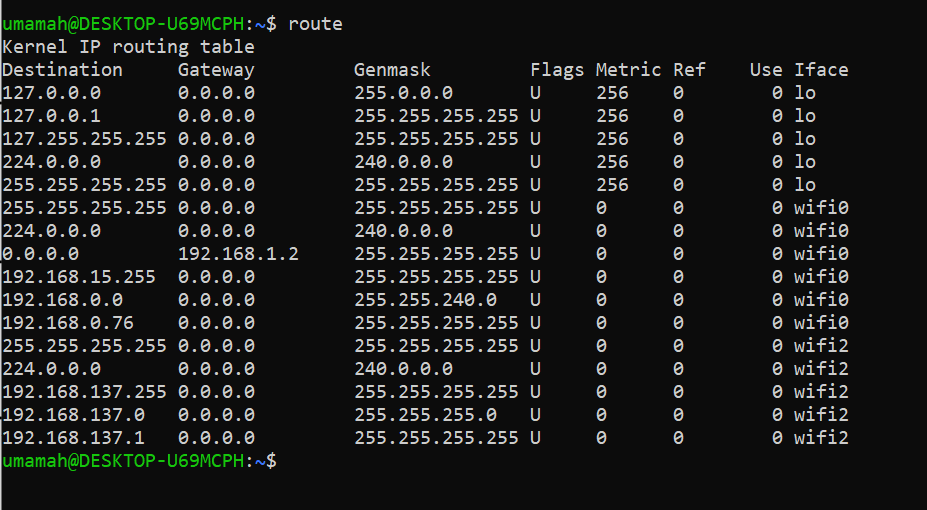 umamah@DESKTOP-U69MCPH:~$ route
Kernel IP routing table
Destination     Gateway         Genmask         Flags Metric Ref    Use Iface
127.0.0.0       0.0.0.0         255.0.0.0       U     256    0        0 lo
127.0.0.1       0.0.0.0         255.255.255.255 U     256    0        0 lo
127.255.255.255 0.0.0.0         255.255.255.255 U     256    0        0 lo
224.0.0.0       0.0.0.0         240.0.0.0       U     256    0        0 lo
255.255.255.255 0.0.0.0         255.255.255.255 U     256    0        0 lo
255.255.255.255 0.0.0.0         255.255.255.255 U     0      0        0 wifi0
224.0.0.0       0.0.0.0         240.0.0.0       U     0      0        0 wifi0
0.0.0.0         192.168.1.2     255.255.255.255 U     0      0        0 wifi0
192.168.15.255  0.0.0.0         255.255.255.255 U     0      0        0 wifi0
192.168.0.0     0.0.0.0         255.255.240.0   U     0      0        0 wifi0
192.168.0.76    0.0.0.0         255.255.255.255 U     0      0        0 wifi0
255.255.255.255 0.0.0.0         255.255.255.255 U     0      0        0 wifi2
224.0.0.0       0.0.0.0         240.0.0.0       U     0      0        0 wifi2
192.168.137.255 0.0.0.0         255.255.255.255 U     0      0        0 wifi2
192.168.137.0   0.0.0.0         255.255.255.0   U     0      0        0 wifi2
192.168.137.1   0.0.0.0         255.255.255.255 U     0      0        0 wifi2
umamah@DESKTOP-U69MCPH:~$